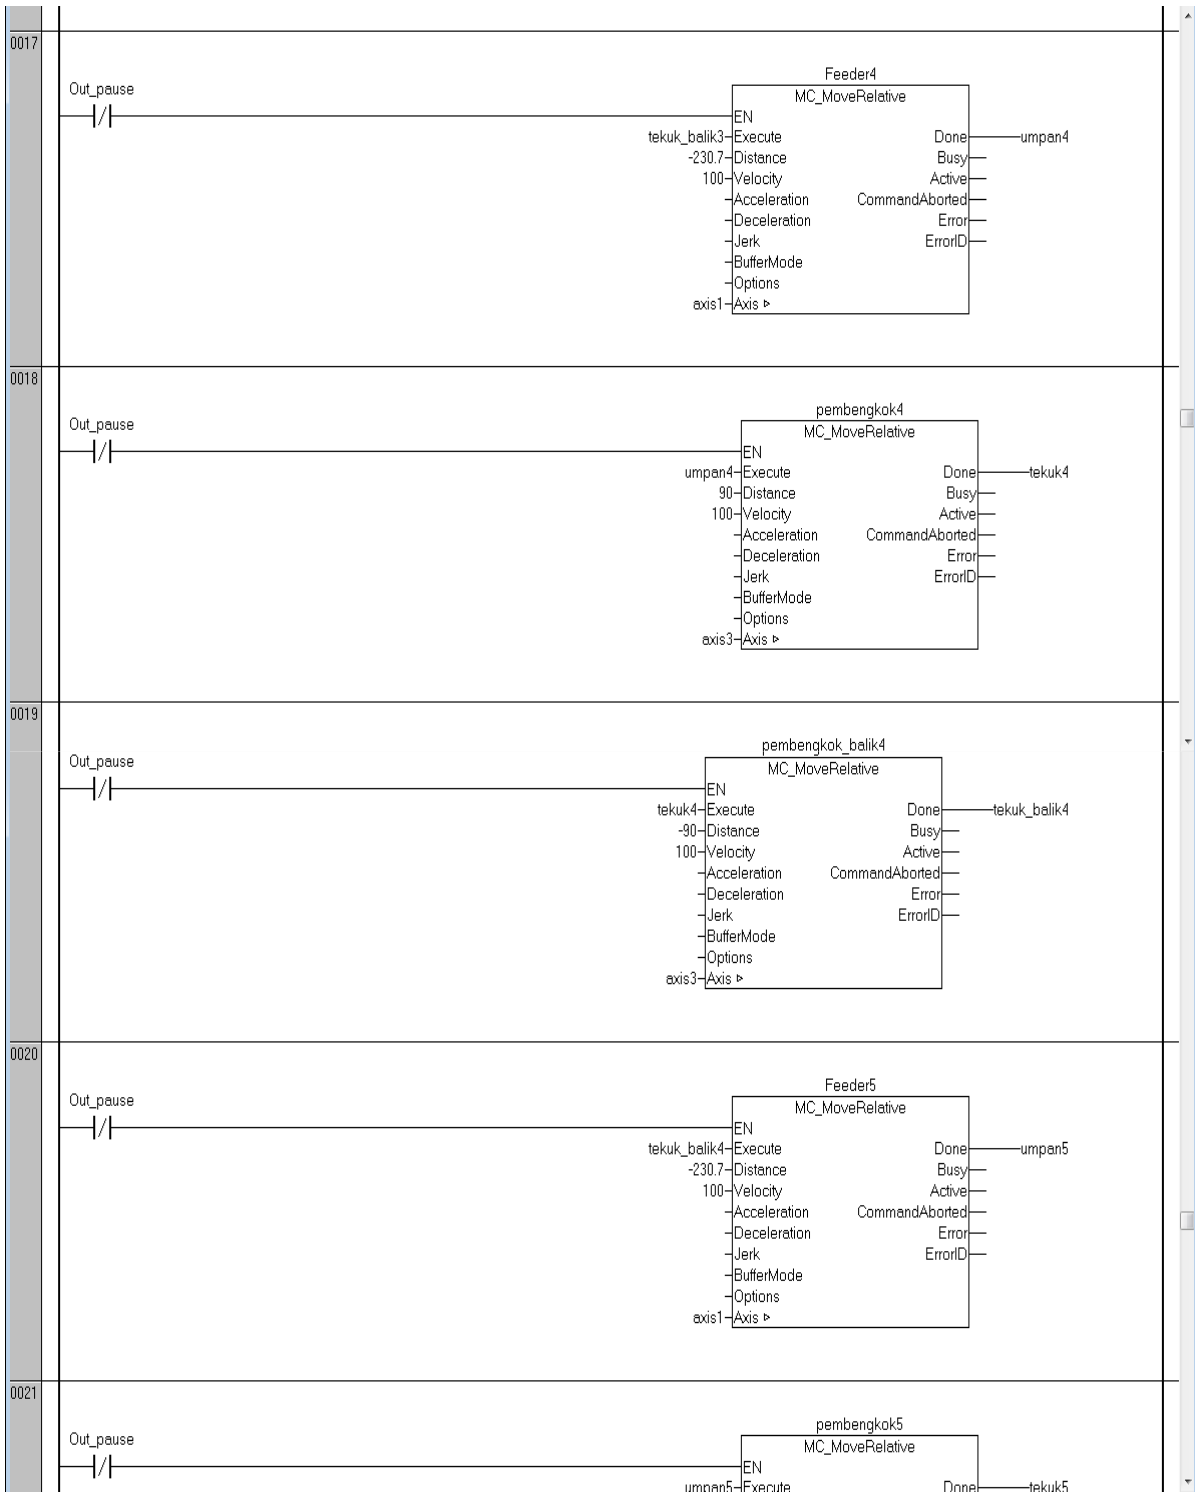 0017
Out_pause
Feeder4
MC_MoveRelative
EN
tekuk_balik3 Execute Done umpan4
-230.7 Distance Busy
100 Velocity Active
Acceleration CommandAborted
Deceleration Error
Jerk ErrorID
BufferMode
Options
axis1 Axis
0018
Out_pause
pembengkok4
MC_MoveRelative
EN
umpan4 Execute Done tekuk4
90 Distance Busy
100 Velocity Active
Acceleration CommandAborted
Deceleration Error
Jerk ErrorID
BufferMode
Options
axis3 Axis
0019
Out_pause
pembengkok_balik4
MC_MoveRelative
EN
tekuk4 Execute Done tekuk_balik4
-90 Distance Busy
100 Velocity Active
Acceleration CommandAborted
Deceleration Error
Jerk ErrorID
BufferMode
Options
axis3 Axis
0020
Out_pause
Feeder5
MC_MoveRelative
EN
tekuk_balik4 Execute Done umpan5
-230.7 Distance Busy
100 Velocity Active
Acceleration CommandAborted
Deceleration Error
Jerk ErrorID
BufferMode
Options
axis1 Axis
0021
Out_pause
pembengkok5
MC_MoveRelative
EN
umpan5 Execute Done tekuk5